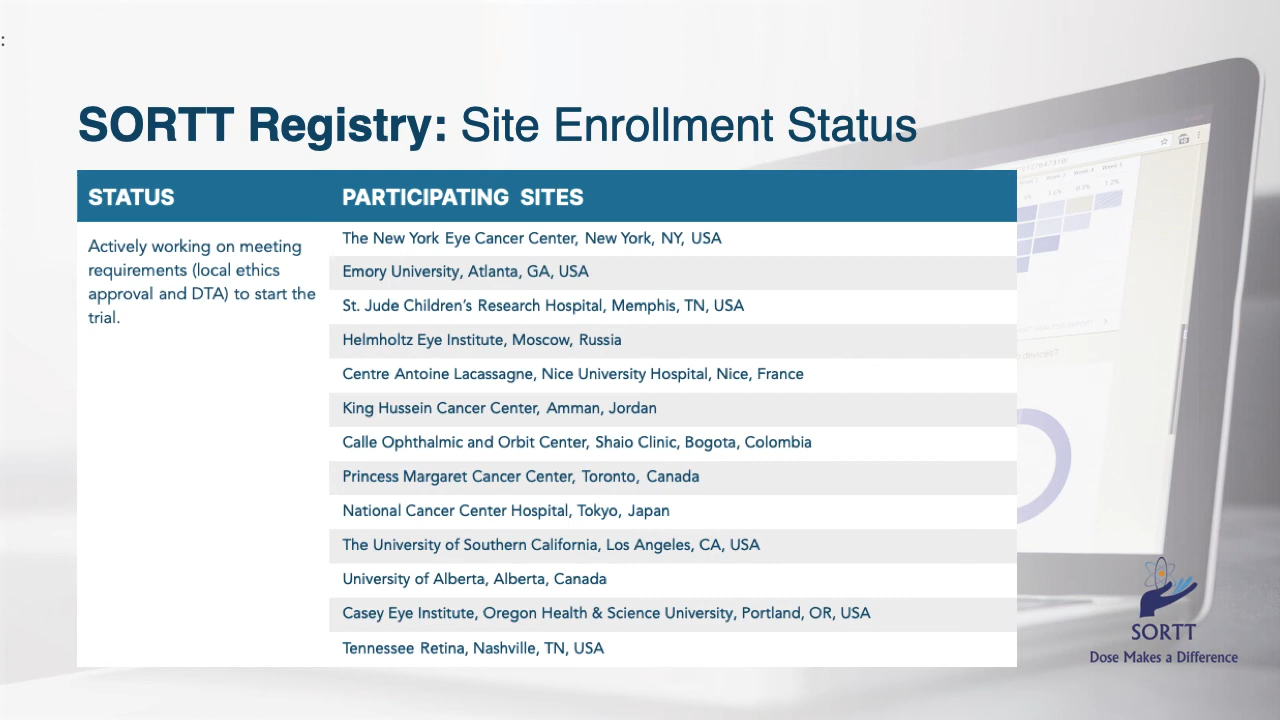 :
SORTT Registry: Site Enrollment Status
STATUS
PARTICIPATING SITES
Actively working on meeting
requirements (local ethics
approval and DTA) to start the
trial.
The New York Eye Cancer Center, New York, NY, USA
Emory University, Atlanta, GA, USA
St. Jude Children's Research Hospital, Memphis, TN, USA
Helmholtz Eye Institute, Moscow, Russia
Centre Antoine Lacassagne, Nice University Hospital, Nice, France
King Hussein Cancer Center, Amman, Jordan
Calle Ophthalmic and Orbit Center, Shaio Clinic, Bogota, Colombia
Princess Margaret Cancer Center, Toronto, Canada
National Cancer Center Hospital, Tokyo, Japan
The University of Southern California, Los Angeles, CA, USA
University of Alberta, Alberta, Canada
Casey Eye Institute, Oregon Health & Science University, Portland, OR, USA
Tennessee Retina, Nashville, TN, USA
SORTT
Dose Makes a Difference